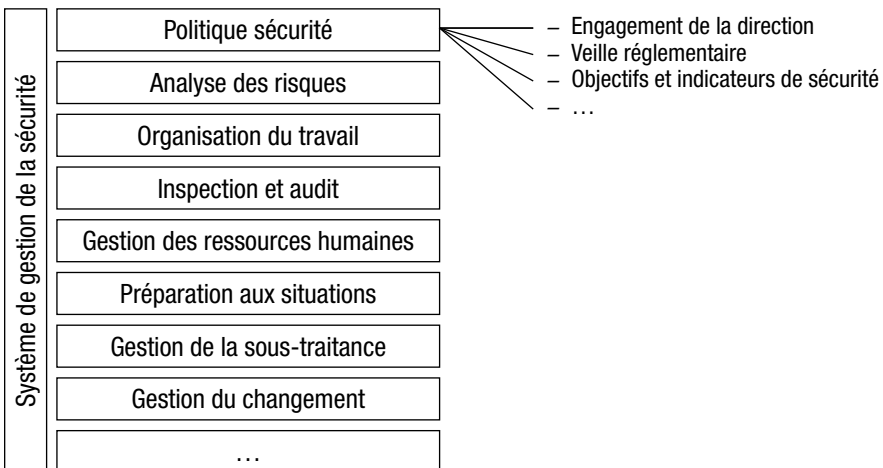 Système de gestion de la sécurité
Politique sécurité
Analyse des risques
Organisation du travail
Inspection et audit
Gestion des ressources humaines
Préparation aux situations
Gestion de la sous-traitance
Gestion du changement
…
– Engagement de la direction
– Veille réglementaire
– Objectifs et indicateurs de sécurité
– …